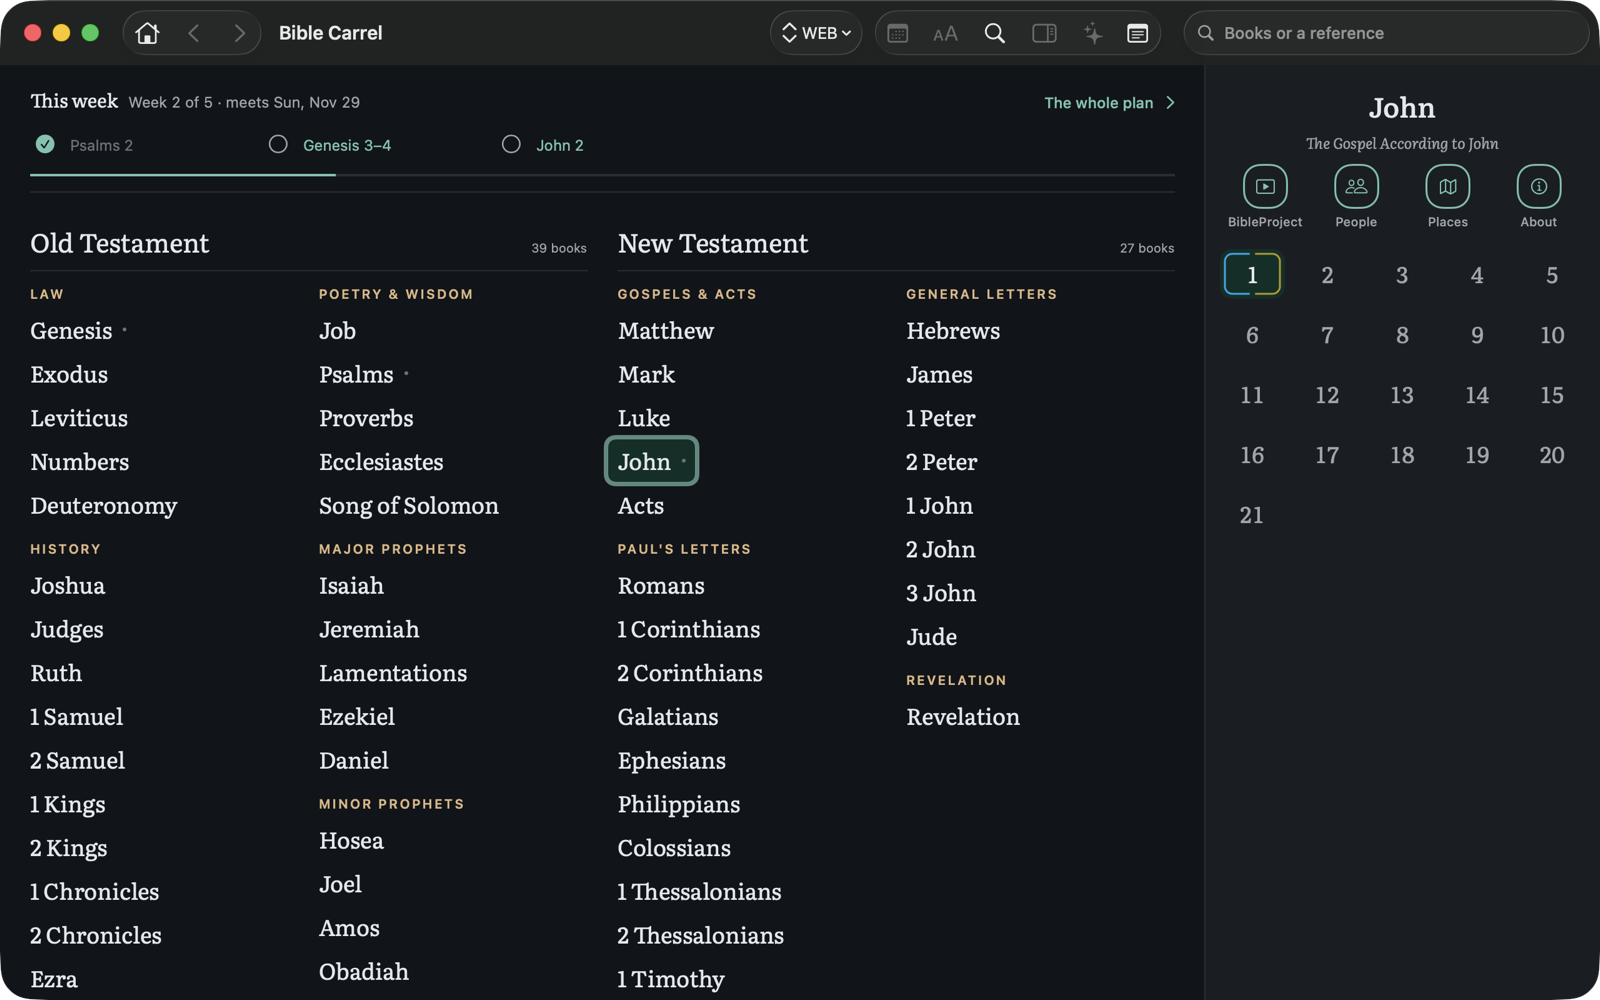 Bible Carrel
WEB
AA
Books or a reference
This week Week 2 of 5 · meets Sun, Nov 29
The whole plan
Psalms 2
Genesis 3–4
John 2
Old Testament
39 books
LAW
Genesis ·
Exodus
Leviticus
Numbers
Deuteronomy
HISTORY
Joshua
Judges
Ruth
1 Samuel
2 Samuel
1 Kings
2 Kings
1 Chronicles
2 Chronicles
Ezra
POETRY & WISDOM
Job
Psalms ·
Proverbs
Ecclesiastes
Song of Solomon
MAJOR PROPHETS
Isaiah
Jeremiah
Lamentations
Ezekiel
Daniel
MINOR PROPHETS
Hosea
Joel
Amos
Obadiah
New Testament
27 books
GOSPELS & ACTS
Matthew
Mark
Luke
John ·
Acts
PAUL'S LETTERS
Romans
1 Corinthians
2 Corinthians
Galatians
Ephesians
Philippians
Colossians
1 Thessalonians
2 Thessalonians
1 Timothy
GENERAL LETTERS
Hebrews
James
1 Peter
2 Peter
1 John
2 John
3 John
Jude
REVELATION
Revelation
John
The Gospel According to John
BibleProject
People
Places
About
1 2 3 4 5
6 7 8 9 10
11 12 13 14 15
16 17 18 19 20
21